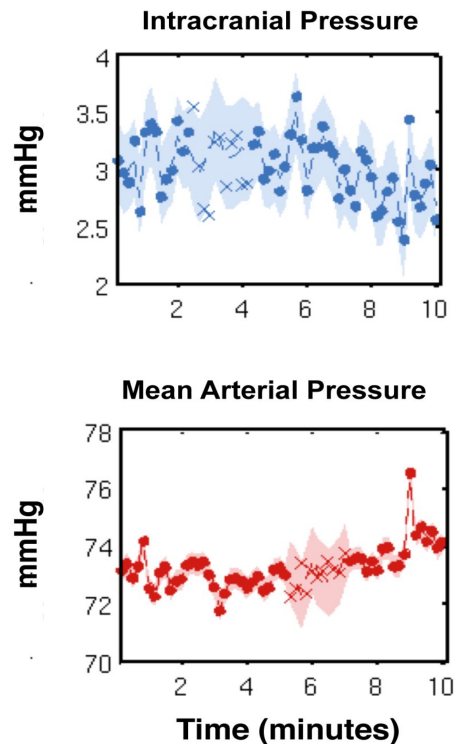 Intracranial Pressure
4
3.5
3
2.5
2
mmHg
2 4 6 8 10
Mean Arterial Pressure
78
76
74
72
70
mmHg
2 4 6 8 10
Time (minutes)